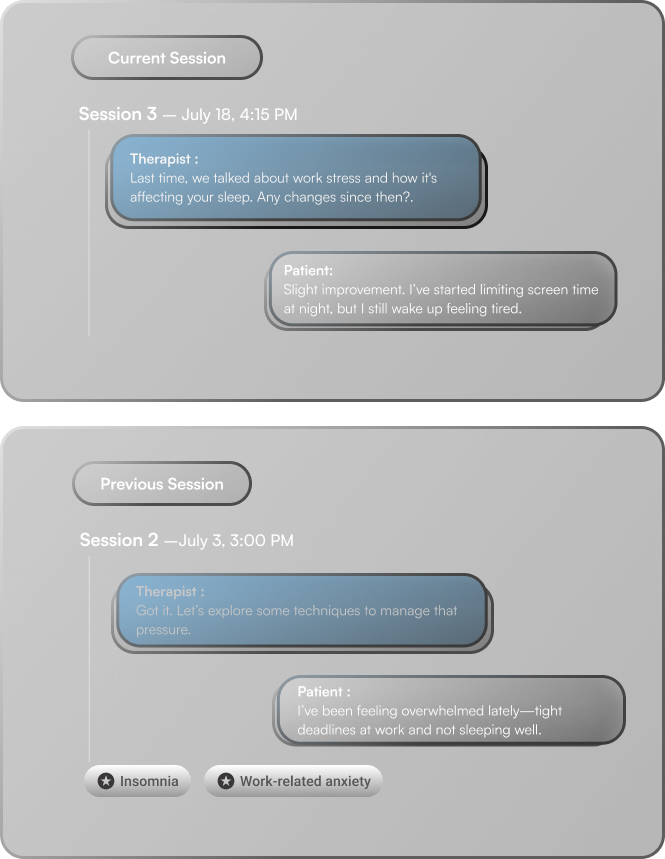 Current Session
Session 3 — July 18, 4:15 PM
Therapist :
Last time, we talked about work stress and how it's
affecting your sleep. Any changes since then?.
Patient:
Slight improvement. I've started limiting screen time
at night, but I still wake up feeling tired.
Previous Session
Session 2 —July 3, 3:00 PM
Therapist :
Got it. Let's explore some techniques to manage that
pressure.
Patient :
I've been feeling overwhelmed lately—tight
deadlines at work and not sleeping well.
Insomnia
Work-related anxiety